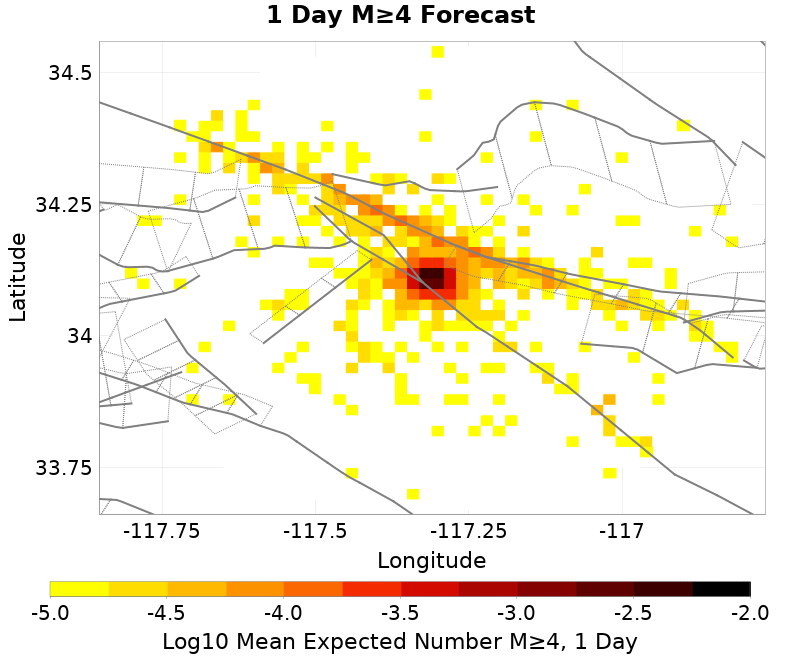 1 Day M≥4 Forecast
34.5
34.25
34
33.75
Latitude
-117.75 -117.5 -117.25 -117
Longitude
-5.0 -4.5 -4.0 -3.5 -3.0 -2.5 -2.0
Log10 Mean Expected Number M≥4, 1 Day